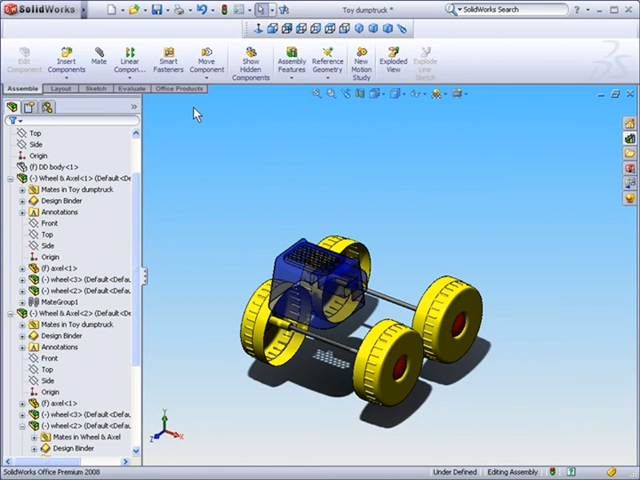 SolidWorks
Toy dumptruck *
SolidWorks Search
Edit Component
Insert Components
Mate
Linear Compon...
Smart Fasteners
Move Component
Show Hidden Components
Assembly Features
Reference Geometry
New Motion Study
Exploded View
Explode Line Sketch
Assemble
Layout
Sketch
Evaluate
Office Products
Top
Side
Origin
(f) DD body<1>
(-) Wheel & Axel<1> (Default<De
Mates in Toy dumptruck
Design Binder
Annotations
Front
Top
Side
Origin
(f) axel<1>
(-) wheel<3> (Default<Defa
(-) wheel<2> (Default<Defa
MateGroup1
(-) Wheel & Axel<2> (Default<De
Mates in Toy dumptruck
Design Binder
Annotations
Front
Top
Side
Origin
(f) axel<1>
(-) wheel<3> (Default<Defa
(-) wheel<2> (Default<Defa
Mates in Wheel & Axel
Design Binder
Y
Z
X
SolidWorks Office Premium 2008
Under Defined
Editing Assembly